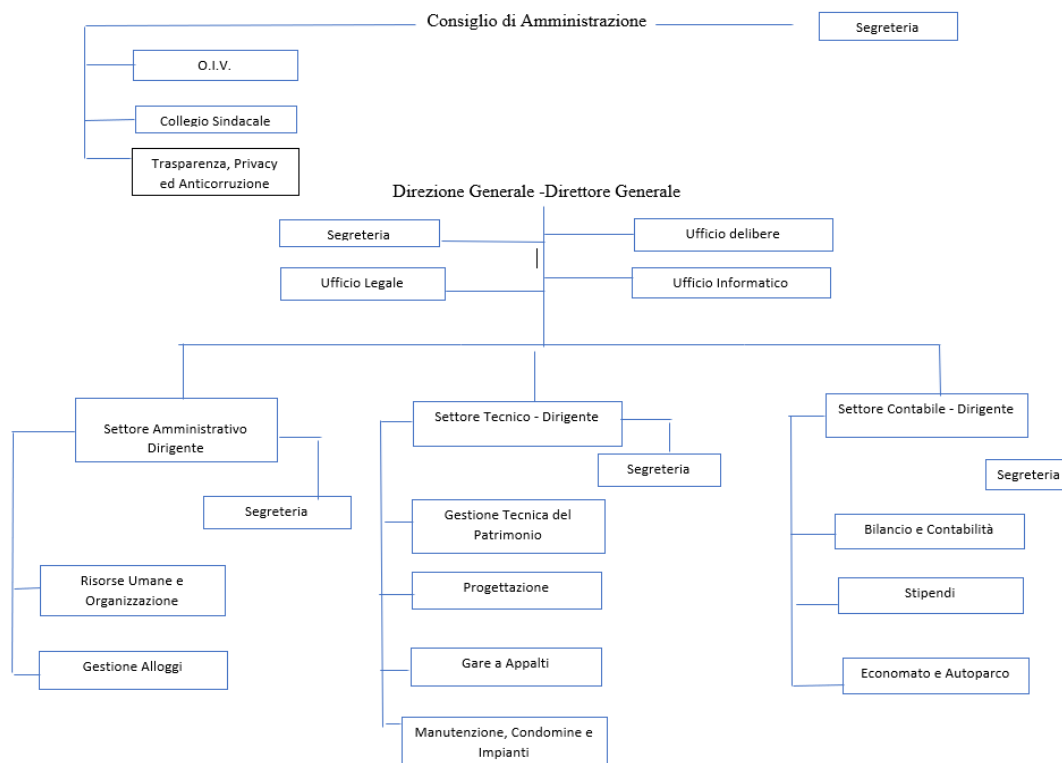 Consiglio di Amministrazione
Segreteria
O.I.V.
Collegio Sindacale
Trasparenza, Privacy
ed Anticorruzione
Direzione Generale -Direttore Generale
Segreteria
Ufficio delibere
Ufficio Legale
Ufficio Informatico
Settore Amministrativo
Dirigente
Segreteria
Risorse Umane e
Organizzazione
Gestione Alloggi
Settore Tecnico - Dirigente
Segreteria
Gestione Tecnica del
Patrimonio
Progettazione
Gare a Appalti
Manutenzione, Condomine e
Impianti
Settore Contabile - Dirigente
Segreteria
Bilancio e Contabilità
Stipendi
Economato e Autoparco